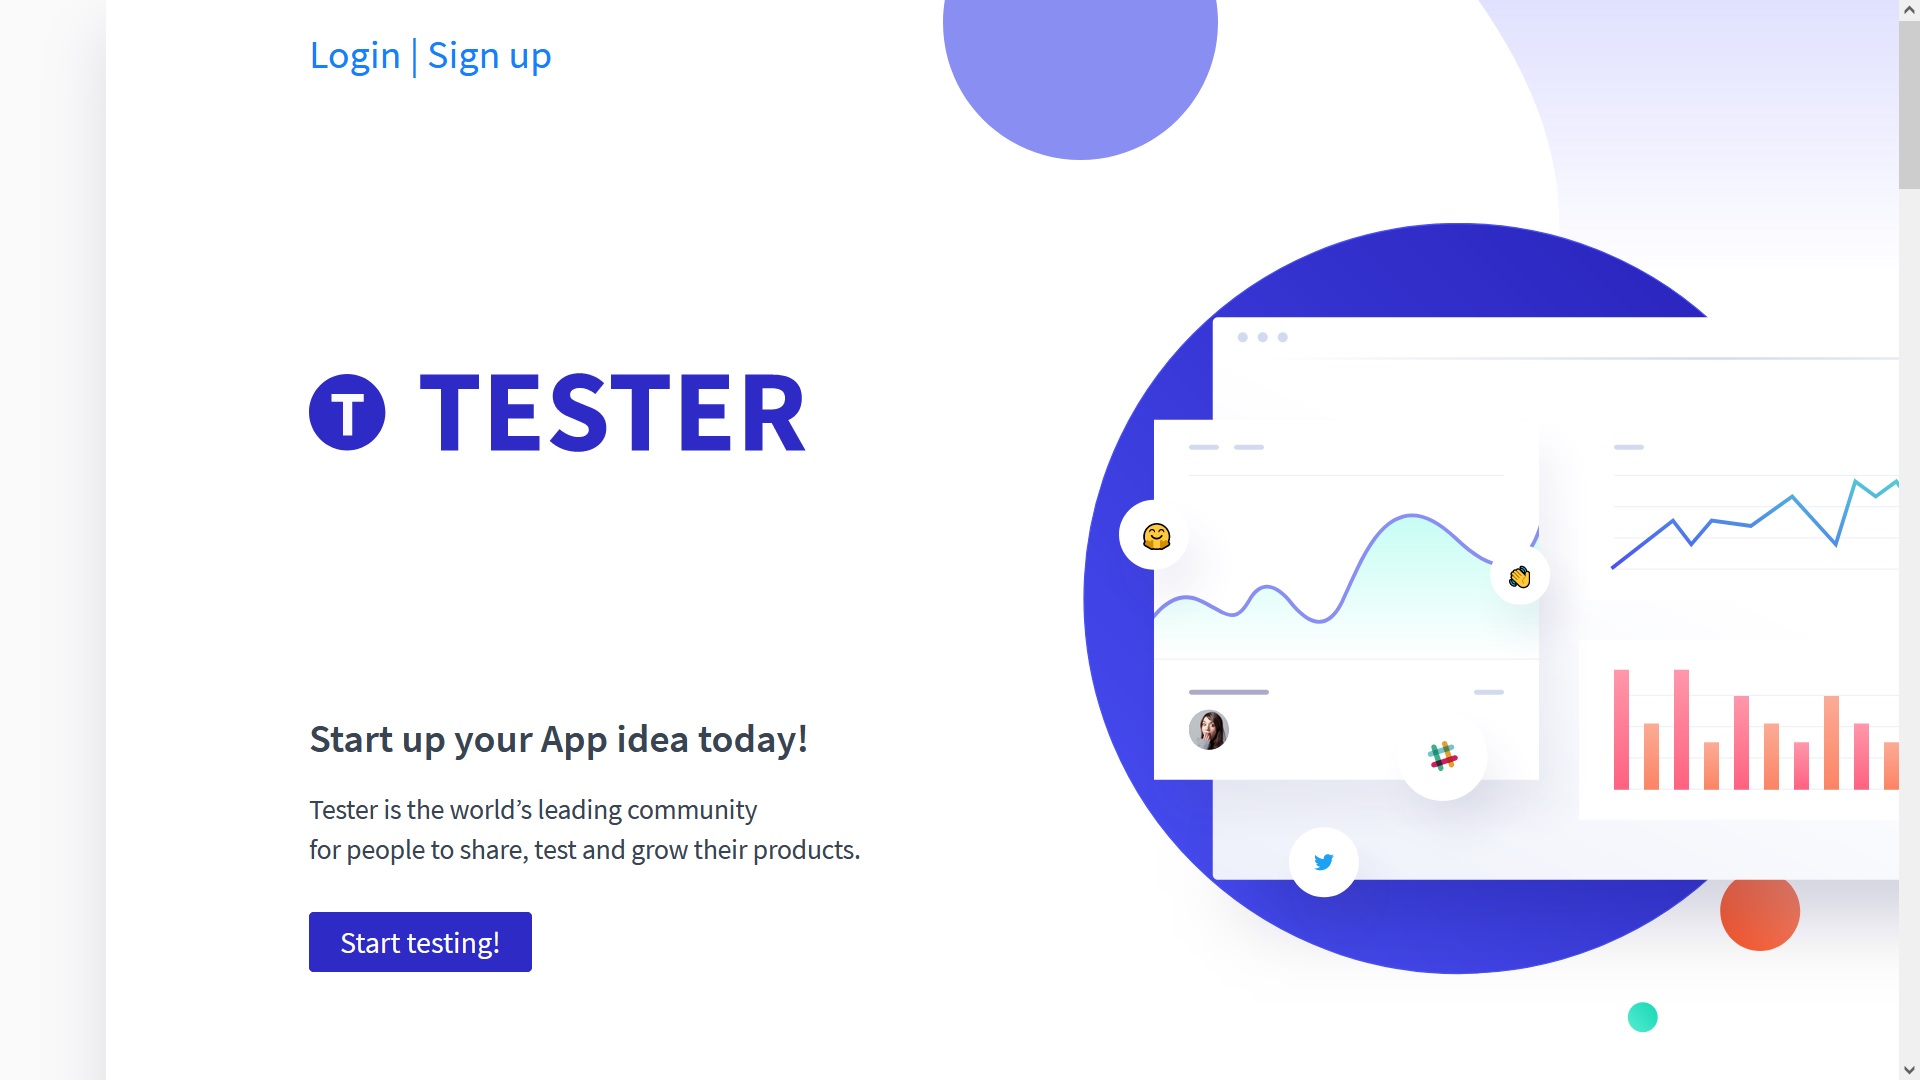 Login | Sign up
T TESTER
Start up your App idea today!
Tester is the world’s leading community
for people to share, test and grow their products.
Start testing!